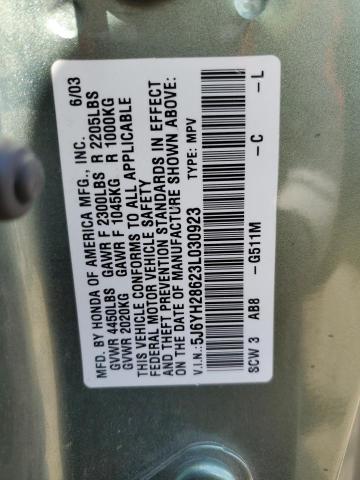 MFD. BY HONDA OF AMERICA MFG., INC. 6/03
GVWR 4450LBS GAWR F 2300LBS R 2205LBS
GVWR 2020KG GAWR F 1045KG R 1000KG
THIS VEHICLE CONFORMS TO ALL APPLICABLE
FEDERAL MOTOR VEHICLE SAFETY
AND THEFT PREVENTION STANDARDS IN EFFECT
ON THE DATE OF MANUFACTURE SHOWN ABOVE:
V.I.N.: 5J6YH28623L030923 TYPE: MPV
SCW 3 AB8 -G511M -C -L